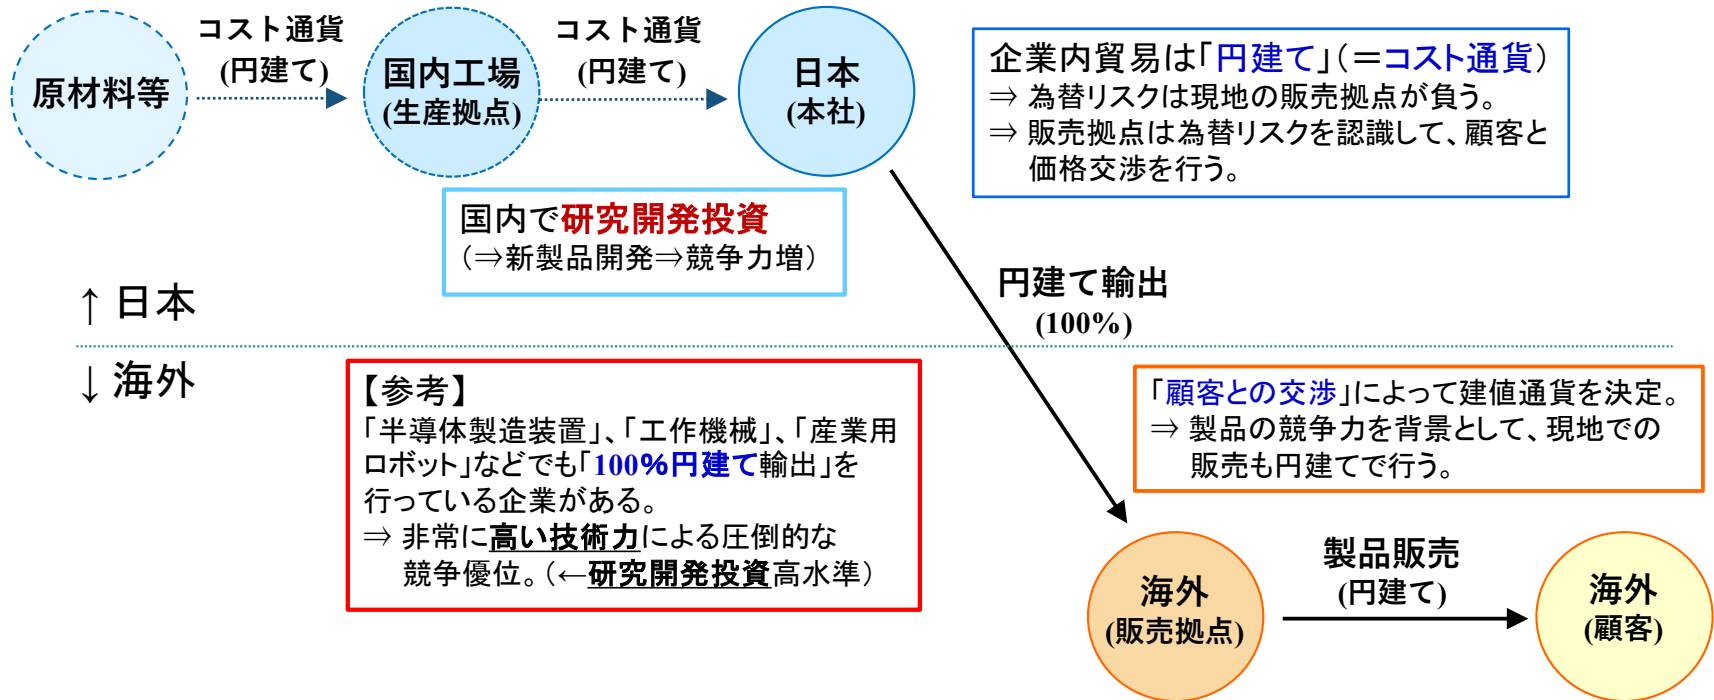 原材料等
コスト通貨
(円建て)
国内工場
(生産拠点)
コスト通貨
(円建て)
日本
(本社)
企業内貿易は「円建て」(＝コスト通貨)
⇒ 為替リスクは現地の販売拠点が負う。
⇒ 販売拠点は為替リスクを認識して、顧客と
価格交渉を行う。
国内で研究開発投資
(⇒新製品開発⇒競争力増)
円建て輸出
(100%)
↑ 日本
↓ 海外
【参考】
「半導体製造装置」、「工作機械」、「産業用
ロボット」などでも「100%円建て輸出」を
行っている企業がある。
⇒ 非常に高い技術力による圧倒的な
競争優位。(←研究開発投資高水準)
「顧客との交渉」によって建値通貨を決定。
⇒ 製品の競争力を背景として、現地での
販売も円建てで行う。
海外
(販売拠点)
製品販売
(円建て)
海外
(顧客)